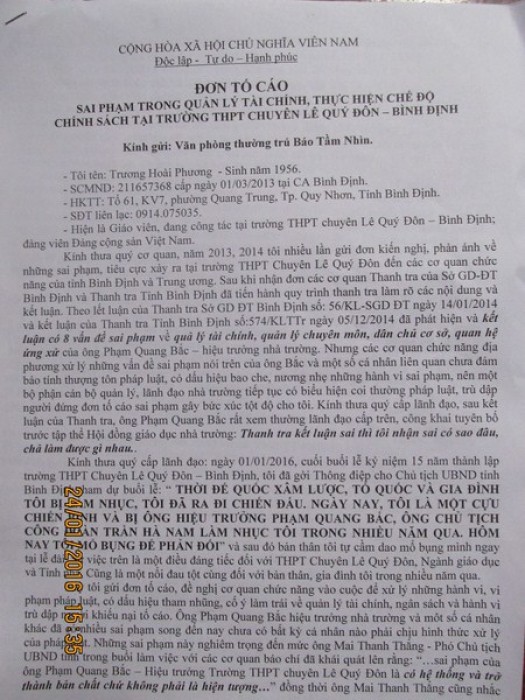 CỘNG HÒA XÃ HỘI CHỦ NGHĨA VIÊN NAM
Độc lập - Tự do – Hạnh phúc
ĐƠN TỐ CÁO
SAI PHẠM TRONG QUẢN LÝ TÀI CHÍNH, THỰC HIỆN CHẾ ĐỘ
CHÍNH SÁCH TẠI TRƯỜNG THPT CHUYÊN LÊ QUÝ ĐÔN – BÌNH ĐỊNH
Kính gửi: Văn phòng thường trú Báo Tầm Nhìn.
- Tôi tên: Trương Hoài Phương - Sinh năm 1956.
- SCMND: 211657368 cấp ngày 01/03/2013 tại CA Bình Định.
- HKTT: Tổ 61, KV7, phường Quang Trung, Tp. Quy Nhơn, Tỉnh Bình Định.
- SĐT liên lạc: 0914.075035.
- Hiện là Giáo viên, đang công tác tại trường THPT chuyên Lê Quý Đôn – Bình Định;
đảng viên Đảng cộng sản Việt Nam.
Kính thưa quý cơ quan, năm 2013, 2014 tôi nhiều lần gửi đơn kiến nghị, phản ánh về
những sai phạm, tiêu cực xảy ra tại trường THPT Chuyên Lê Quý Đôn đến các cơ quan chức
năng của tỉnh Bình Định và Trung ương. Sau khi nhận đơn các cơ quan Thanh tra của Sở GD-ĐT
Bình Định và Thanh tra Tỉnh Bình Định đã tiến hành quy trình thanh tra làm rõ các nội dung và
kết luận. Theo kết luận của Thanh tra Sở GD ĐT Bình Định số: 56/KL-SGD ĐT ngày 14/01/2014
và kết luận của Thanh tra Tỉnh Bình Định số:574/KLTTr ngày 05/12/2014 đã phát hiện và kết
luận có 8 vấn đề sai phạm về quả lý tài chính, quản lý chuyên môn, dân chủ cơ sở, quan hệ
ứng xử của ông Phạm Quang Bắc – hiệu trưởng nhà trường. Nhưng các cơ quan chức năng địa
phương xử lý những vấn đề sai phạm nói trên của ông Bắc và một số cá nhân liên quan chưa đảm
bảo tính thượng tôn pháp luật, có dấu hiệu bao che, nương nhẹ những hành vi sai phạm, nên một
bộ phận cán bộ quản lý, lãnh đạo nhà trường tiếp tục có biểu hiện coi thường pháp luật, trù dập
người đứng đơn tố cáo sai phạm gây bức xúc tột độ cho tôi. Kính thưa quý cấp lãnh đạo, sau kết
luận của Thanh tra, ông Phạm Quang Bắc rất xem thường lãnh đạo cấp trên, công khai tuyên bố
trước tập thể Hội đồng giáo dục nhà trường: Thanh tra kết luận sai thì tôi nhận sai có sao đâu,
chả làm được gì nhau..
Kính thưa quý cấp lãnh đạo: ngày 01/01/2016, cuối buổi lễ kỷ niệm 15 năm thành lập
trường THPT Chuyên Lê Quý Đôn – Bình Định, tôi đã gởi Thông điệp cho Chủ tịch UBND tỉnh
Bình Định tham dự buổi lễ: “ THỜI ĐẾ QUỐC XÂM LƯỢC, TỔ QUỐC VÀ GIA ĐÌNH
TÔI BỊ LÀM NHỤC, TÔI ĐÃ RA ĐI CHIẾN ĐẤU. NGÀY NAY, TÔI LÀ MỘT CỰU
CHIẾN BINH VÀ BỊ ÔNG HIỆU TRƯỞNG PHẠM QUANG BẮC, ÔNG CHỦ TỊCH
CÔNG ĐOÀN TRẦN HÀ NAM LÀM NHỤC TÔI TRONG NHIỀU NĂM QUA. HÔM
NAY TÔI MỔ BỤNG ĐỂ PHẢN ĐỐI” và sau đó bản thân tôi tự cầm dao mổ bụng mình ngay
tại lễ đài việc trên là một điều đáng tiếc đối với THPT Chuyên Lê Quý Đôn, Ngành giáo dục
và Tỉnh Cũng là một nổi đau tột cùng đối với bản thân, gia đình tôi trong nhiều năm qua.
tôi gửi đơn tố cáo, đề nghị cơ quan chức năng vào cuộc để xử lý những hành vi, vi
phạm pháp luật, có dấu hiệu tham nhũng, cố ý làm trái về quản lý tài chính, ngân sách và hành vi
trù dập người khiếu nại tố cáo. Ông Phạm Quang Bắc hiệu trưởng nhà trường và một số cá nhân
khác đã nhiều sai phạm song đến nay chưa có bất kỳ cá nhân nào phải chịu hình thức xử lý
của pháp luật. Những sai phạm này nghiêm trọng đến mức ông Mai Thanh Thắng - Phó Chủ tịch
UBND tỉnh trong buổi làm việc với các cơ quan báo chí đã khái quát lên rằng: “…sai phạm của
ông Phạm Quang Bắc – Hiệu Trưởng Trường THPT Chuyên Lê Quý Đôn là có hệ thống và trở
thành bản chất chứ không phải là hiện tượng…” đồng thời ông Mai Thanh Thắng cũng nhắc
24/01/2016 15:35